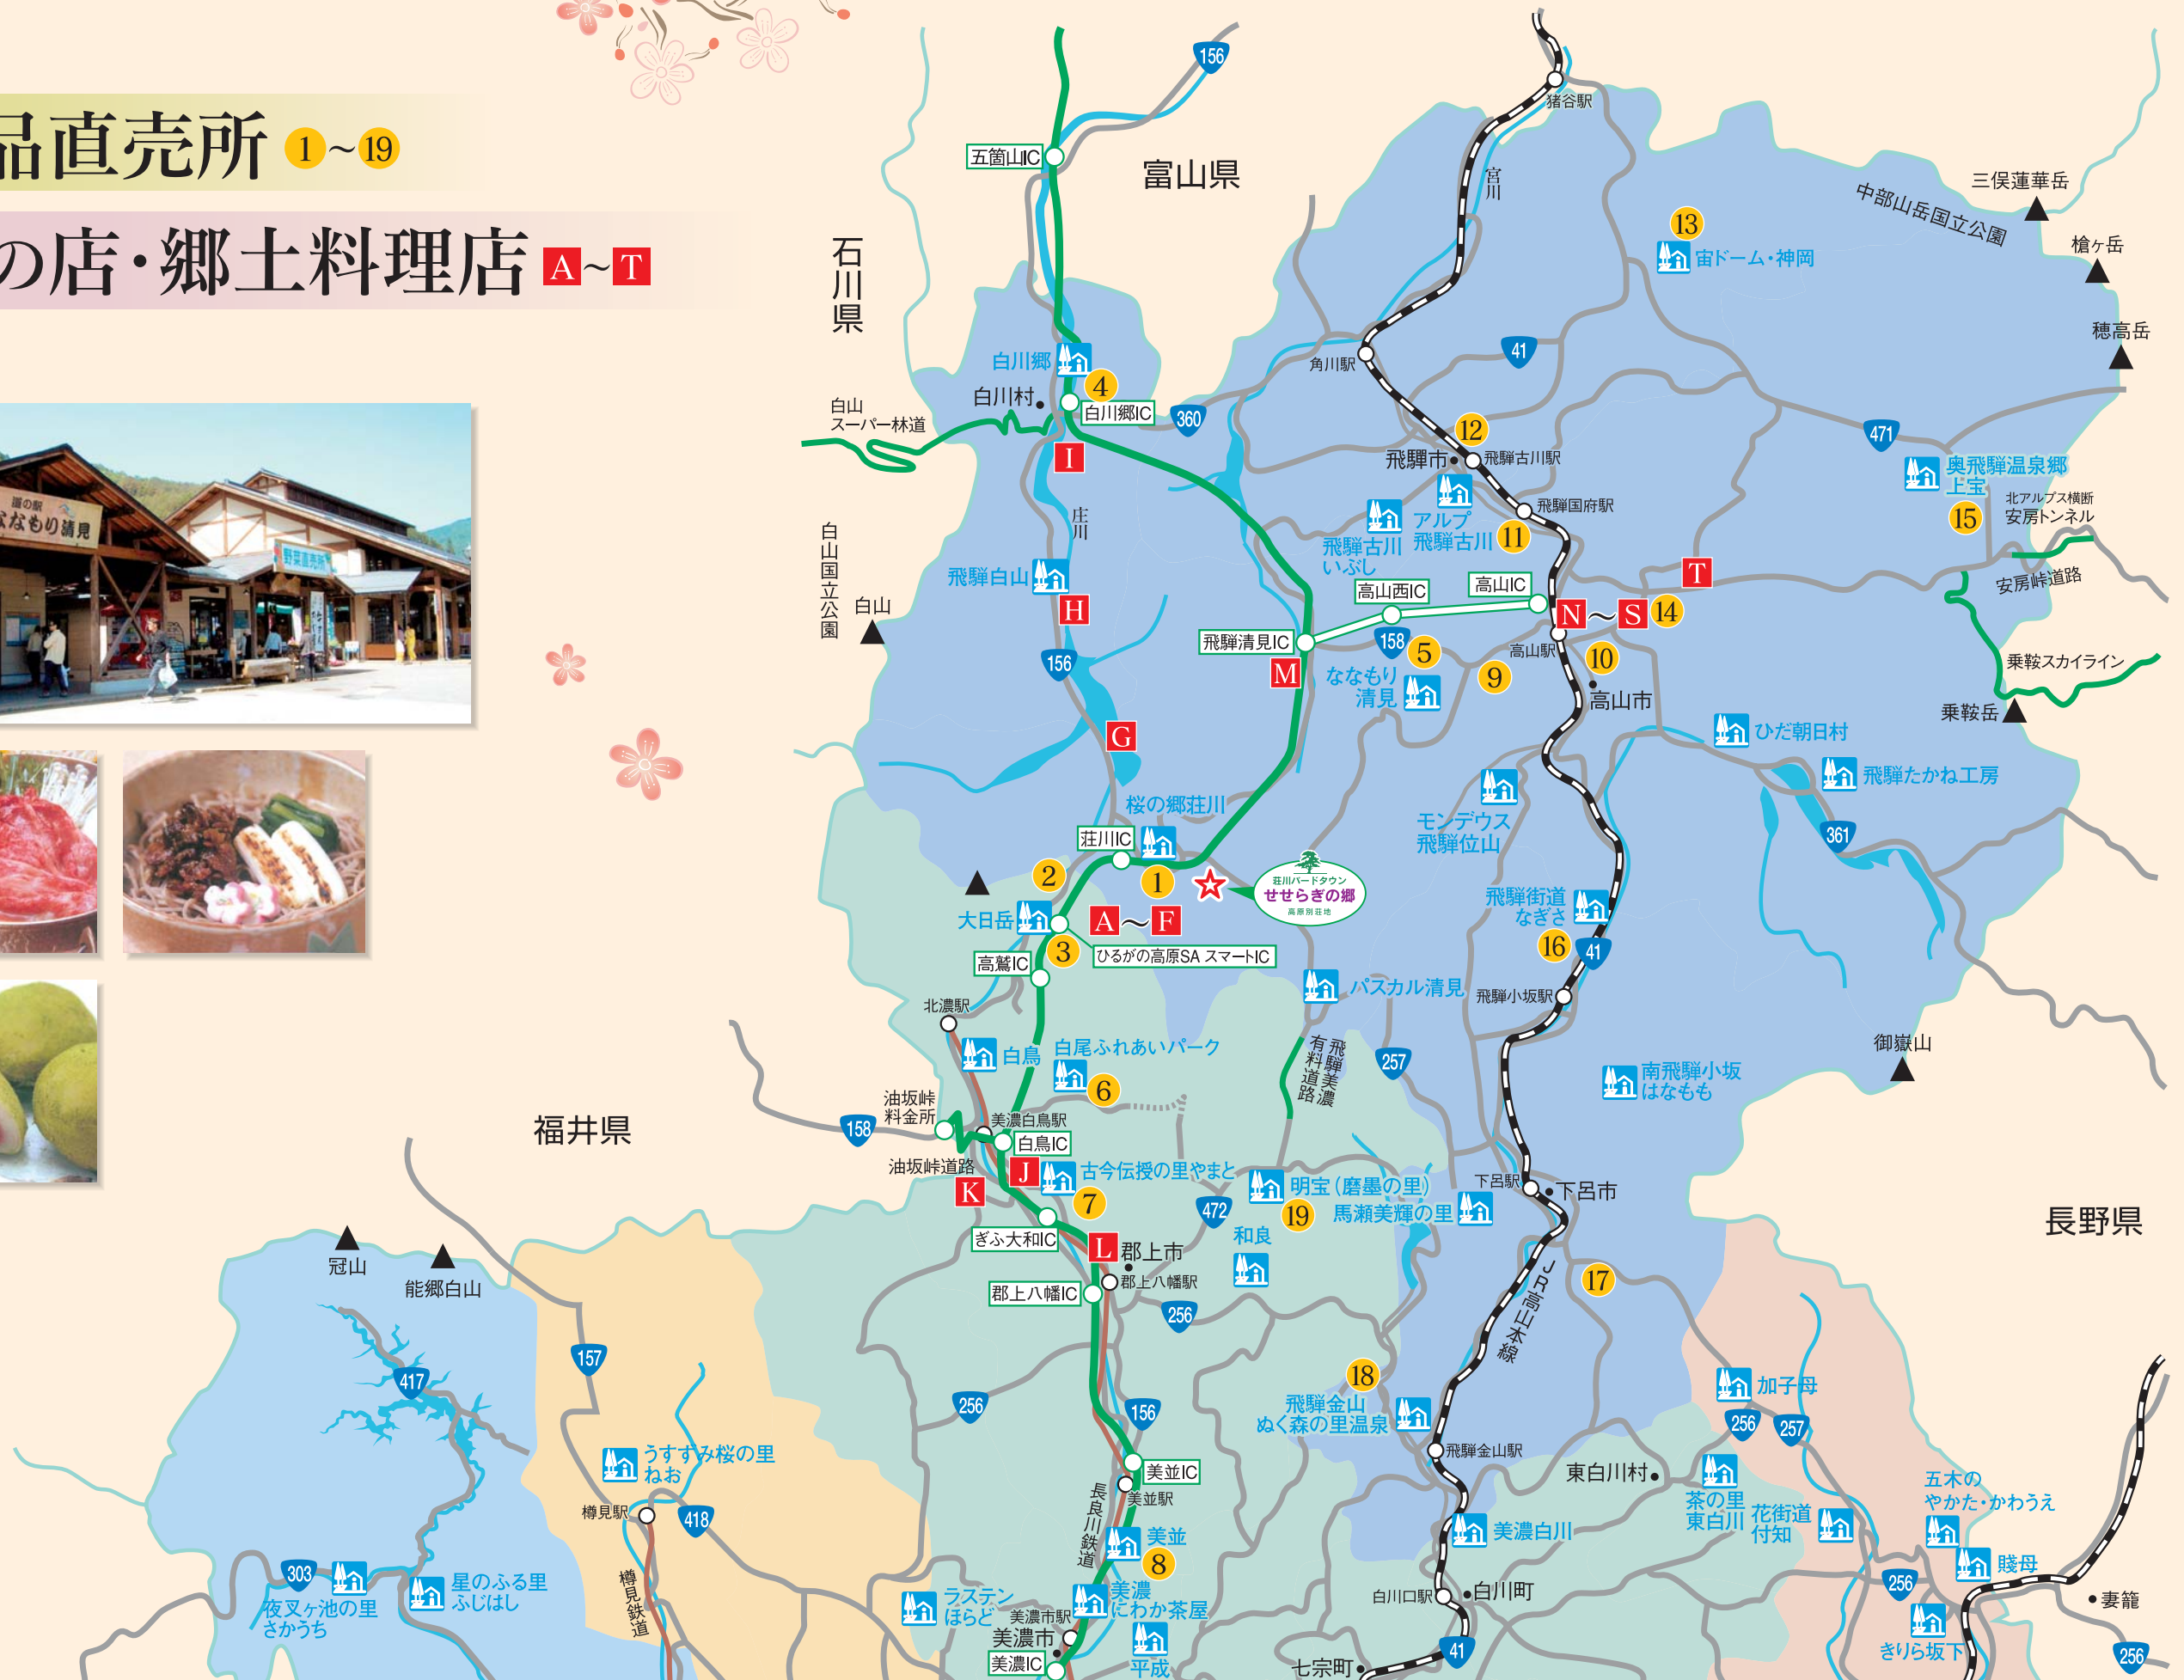 品直売所 1〜19
の店・郷土料理店 A〜T
道の駅
ななもり清見
野菜直売所
156
五箇山IC
富山県
石川県
猪谷駅
宮川
13
宙ドーム・神岡
中部山岳国立公園
三俣蓮華岳
槍ヶ岳
穂高岳
白川郷
4
白川村
白川郷IC
360
白山
スーパー林道
I
角川駅
41
12
飛騨市
飛騨古川駅
471
奥飛騨温泉郷
上宝
15
北アルプス横断
安房トンネル
安房峠道路
庄川
飛騨古川
いぶし
アルプ
飛騨古川
11
飛騨国府駅
白山国立公園
白山
飛騨白山
H
156
高山西IC
高山IC
N〜S
14
T
飛騨清見IC
158
5
M
ななもり
清見
9
高山駅
10
高山市
乗鞍スカイライン
乗鞍岳
G
ひだ朝日村
飛騨たかね工房
361
桜の郷荘川
荘川IC
モンデウス
飛騨位山
2
1
荘川バードタウン
せせらぎの郷
高原別荘地
大日岳
A〜F
3
ひるがの高原SA スマートIC
高鷲IC
飛騨街道
なぎさ
16
41
パスカル清見
飛騨小坂駅
北濃駅
白鳥
白尾ふれあいパーク
6
飛騨美濃
有料道路
257
南飛騨小坂
はなもも
御嶽山
福井県
油坂峠
料金所
158
美濃白鳥駅
白鳥IC
油坂峠道路
K
J
古今伝授の里やまと
7
472
明宝(磨墨の里)
19
馬瀬美輝の里
下呂駅
下呂市
長野県
ぎふ大和IC
L
郡上市
和良
郡上八幡駅
郡上八幡IC
256
JR高山本線
17
冠山
能郷白山
157
417
256
156
18
飛騨金山
ぬく森の里温泉
飛騨金山駅
加子母
256
257
うすずみ桜の里
ねお
樽見駅
418
美並IC
美並駅
長良川鉄道
東白川村
茶の里
東白川
花街道
付知
五木の
やかた・かわうえ
美並
8
美濃白川
賤母
303
夜叉ヶ池の里
さかうち
星のふる里
ふじはし
樽見鉄道
ラステン
ほらど
美濃
にわか茶屋
美濃市駅
美濃市
美濃IC
平成
白川口駅
白川町
七宗町
41
256
きりら坂下
妻籠
256